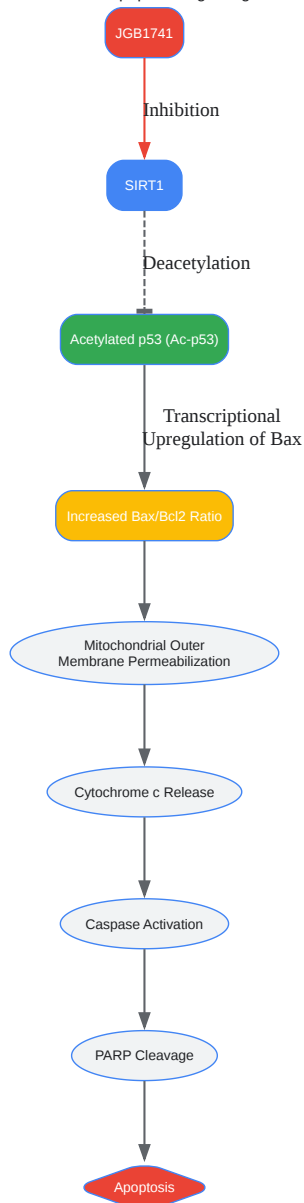 JGB1741
Inhibition
SIRT1
Deacetylation
Acetylated p53 (Ac-p53)
Transcriptional
Upregulation of Bax
Increased Bax/Bcl2 Ratio
Mitochondrial Outer
Membrane Permeabilization
Cytochrome c Release
Caspase Activation
PARP Cleavage
Apoptosis